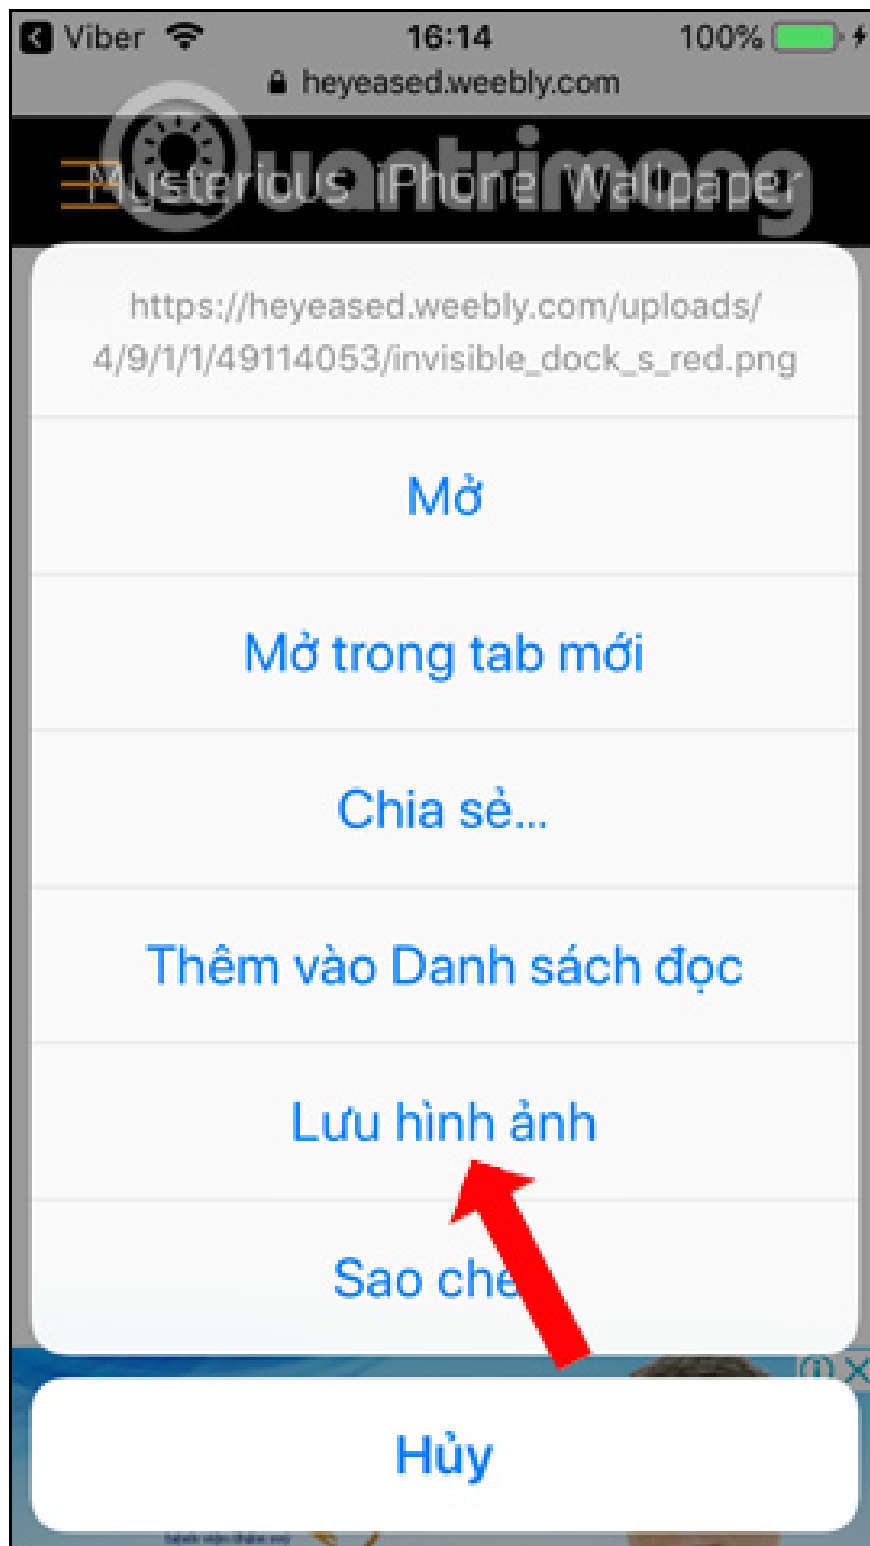 Viber 16:14 100%
heyeased.weebly.com
Quantrimang
Mysterious iPhone Wallpaper
https://heyeased.weebly.com/uploads/
4/9/1/1/49114053/invisible_dock_s_red.png
Mở
Mở trong tab mới
Chia sẻ...
Thêm vào Danh sách đọc
Lưu hình ảnh
Sao ché
Hủy